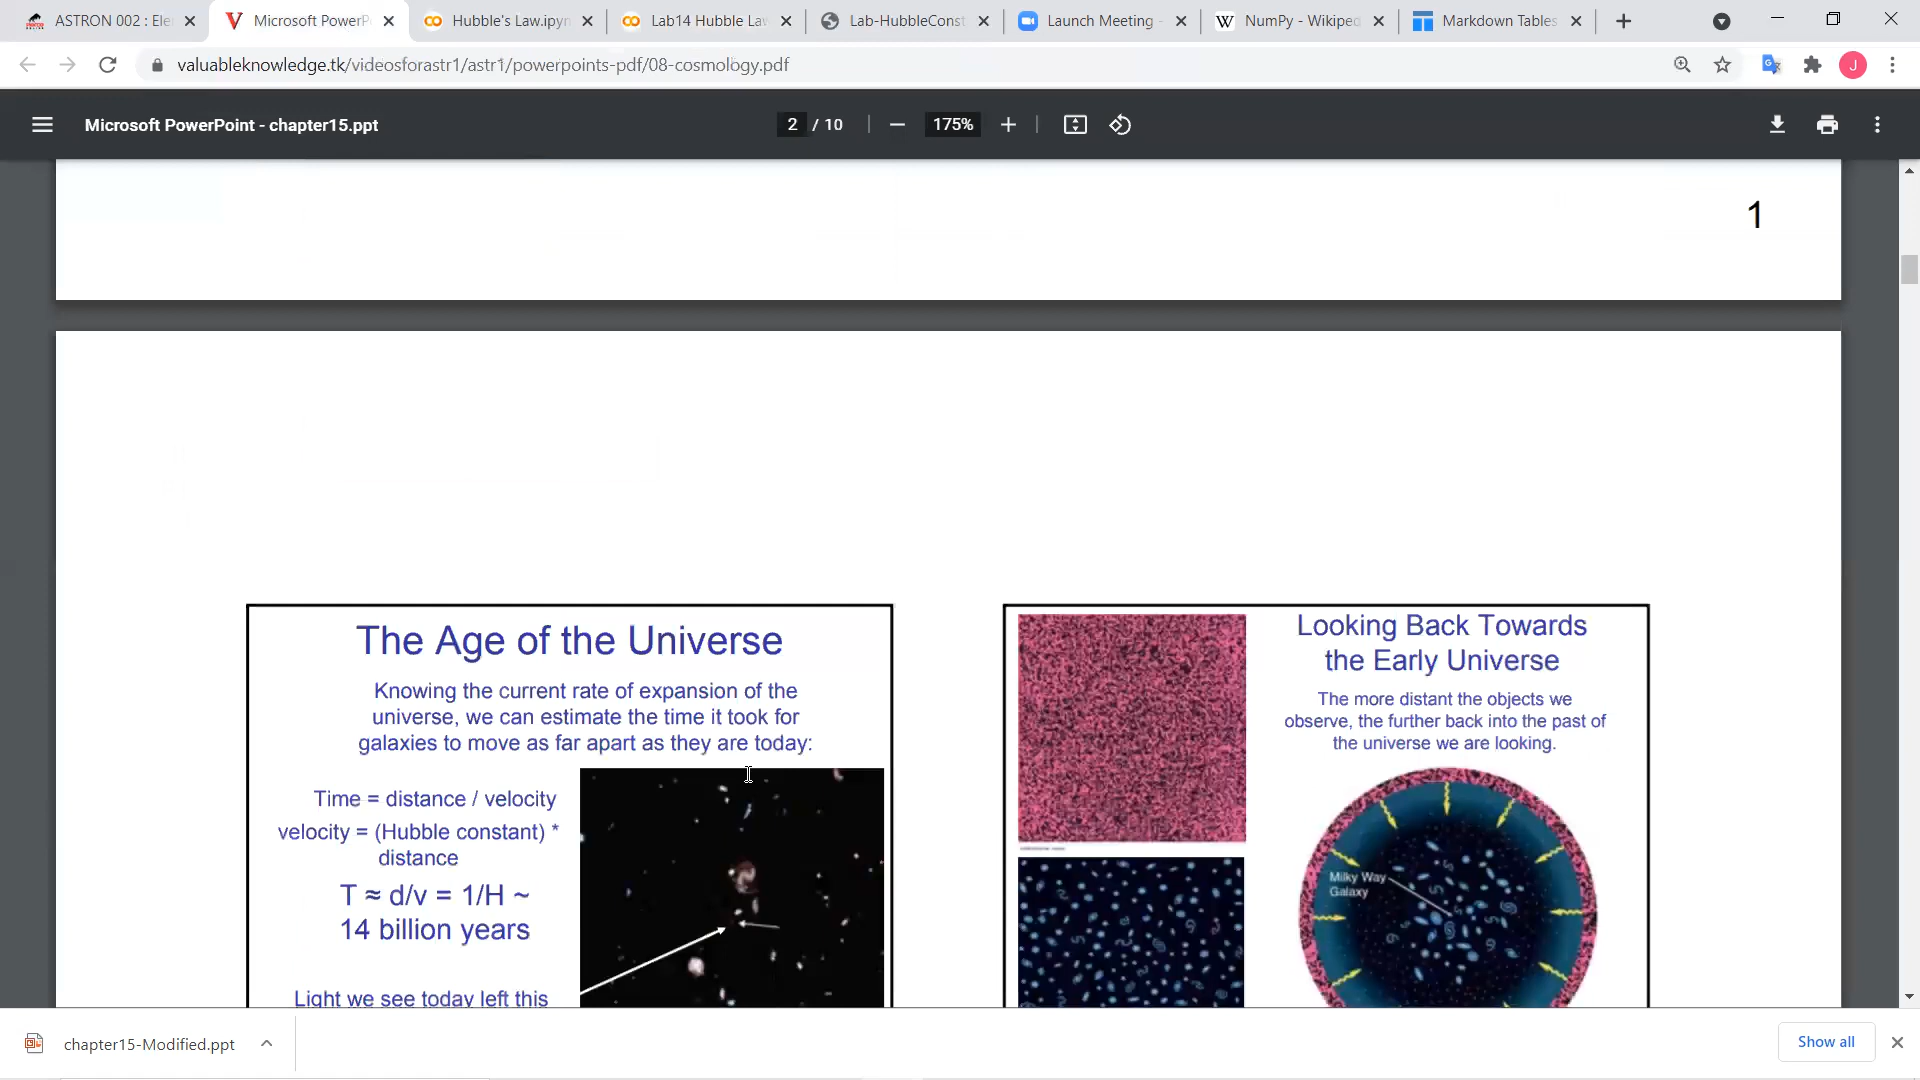 ASTRON 002 : Ele
Microsoft PowerP
Hubble's Law.ipyn
Lab14 Hubble La
Lab-HubbleConst
Launch Meeting -
W
NumPy - Wikiped
Markdown Tables
valuableknowledge.tk/videosforastr1/astr1/powerpoints-pdf/08-cosmology.pdf
J
Microsoft PowerPoint - chapter15.ppt
2 / 10
175%
1
The Age of the Universe
Knowing the current rate of expansion of the
universe, we can estimate the time it took for
galaxies to move as far apart as they are today:
Time = distance / velocity
velocity = (Hubble constant) *
distance
T ≈ d/v = 1/H ~
14 billion years
Light we see today left this
Looking Back Towards
the Early Universe
The more distant the objects we
observe, the further back into the past of
the universe we are looking.
Milky Way
Galaxy
chapter15-Modified.ppt
Show all